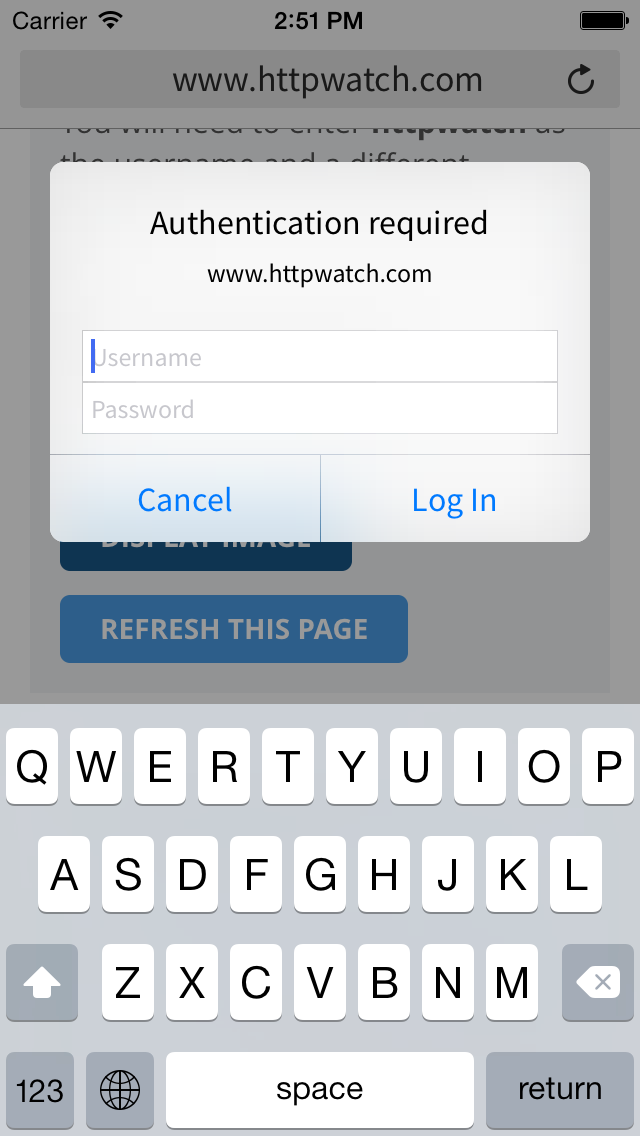 Carrier 2:51 PM
www.httpwatch.com
You will need to enter httpwatch as
the username and a different
Authentication required
www.httpwatch.com
Username
Password
Cancel Log In
DISPLAY IMAGE
REFRESH THIS PAGE
Q W E R T Y U I O P
A S D F G H J K L
Z X C V B N M
123 space return